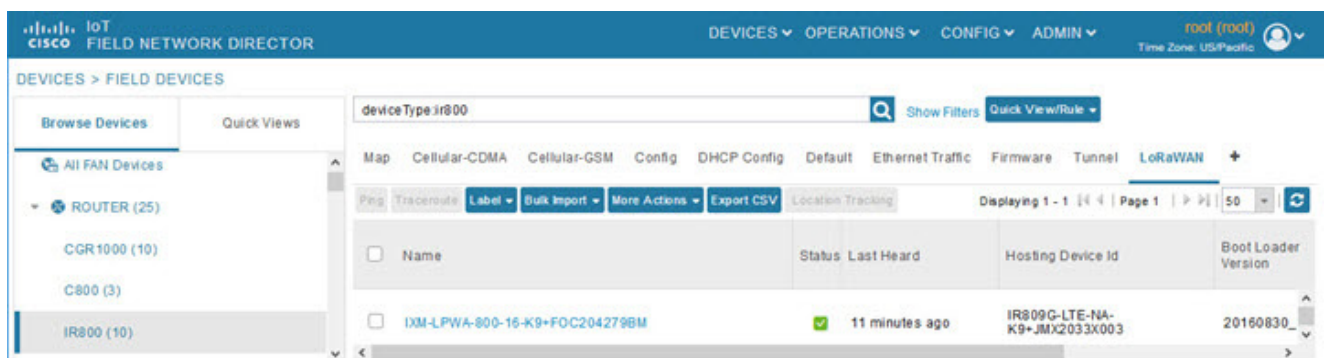 cisco IoT FIELD NETWORK DIRECTOR
DEVICES OPERATIONS CONFIG ADMIN
root (root)
Time Zone: US/Pacific
DEVICES > FIELD DEVICES
Browse Devices Quick Views
All FAN Devices
ROUTER (25)
CGR1000 (10)
C800 (3)
IR800 (10)
deviceType:ir800 Show Filters Quick View/Rule
Map Cellular-CDMA Cellular-GSM Config DHCP Config Default Ethernet Traffic Firmware Tunnel LoRaWAN +
Ping Traceroute Label Bulk Import More Actions Export CSV Location Tracking Displaying 1 - 1 | Page 1 | 50
Name Status Last Heard Hosting Device Id Boot Loader Version
IXM-LPWA-800-16-K9+FOC204279BM 11 minutes ago IR809G-LTE-NA-K9+JMX2033X003 20160830_